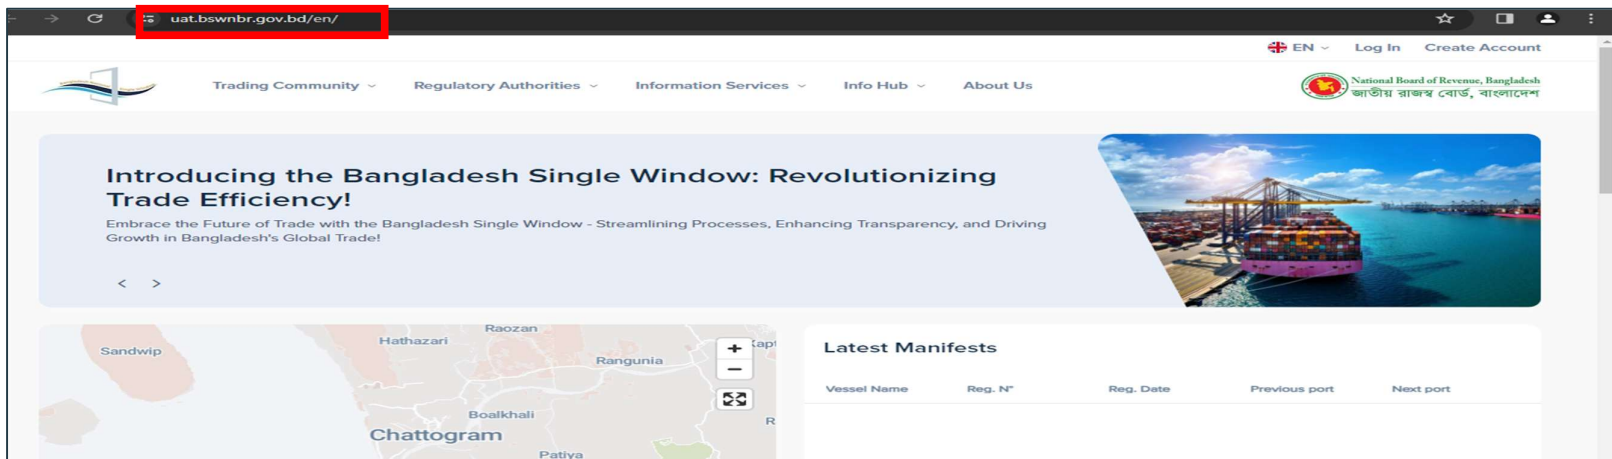 uat.bswnbr.gov.bd/en/
EN Log In Create Account
Trading Community Regulatory Authorities Information Services Info Hub About Us
National Board of Revenue, Bangladesh
জাতীয় রাজস্ব বোর্ড, বাংলাদেশ
Introducing the Bangladesh Single Window: Revolutionizing
Trade Efficiency!
Embrace the Future of Trade with the Bangladesh Single Window - Streamlining Processes, Enhancing Transparency, and Driving
Growth in Bangladesh's Global Trade!
< >
Raozan
Hathazari
Sandwip
Rangunia
+
−
Boalkhali
Chattogram
Patiya
Latest Manifests
Vessel Name Reg. N° Reg. Date Previous port Next port